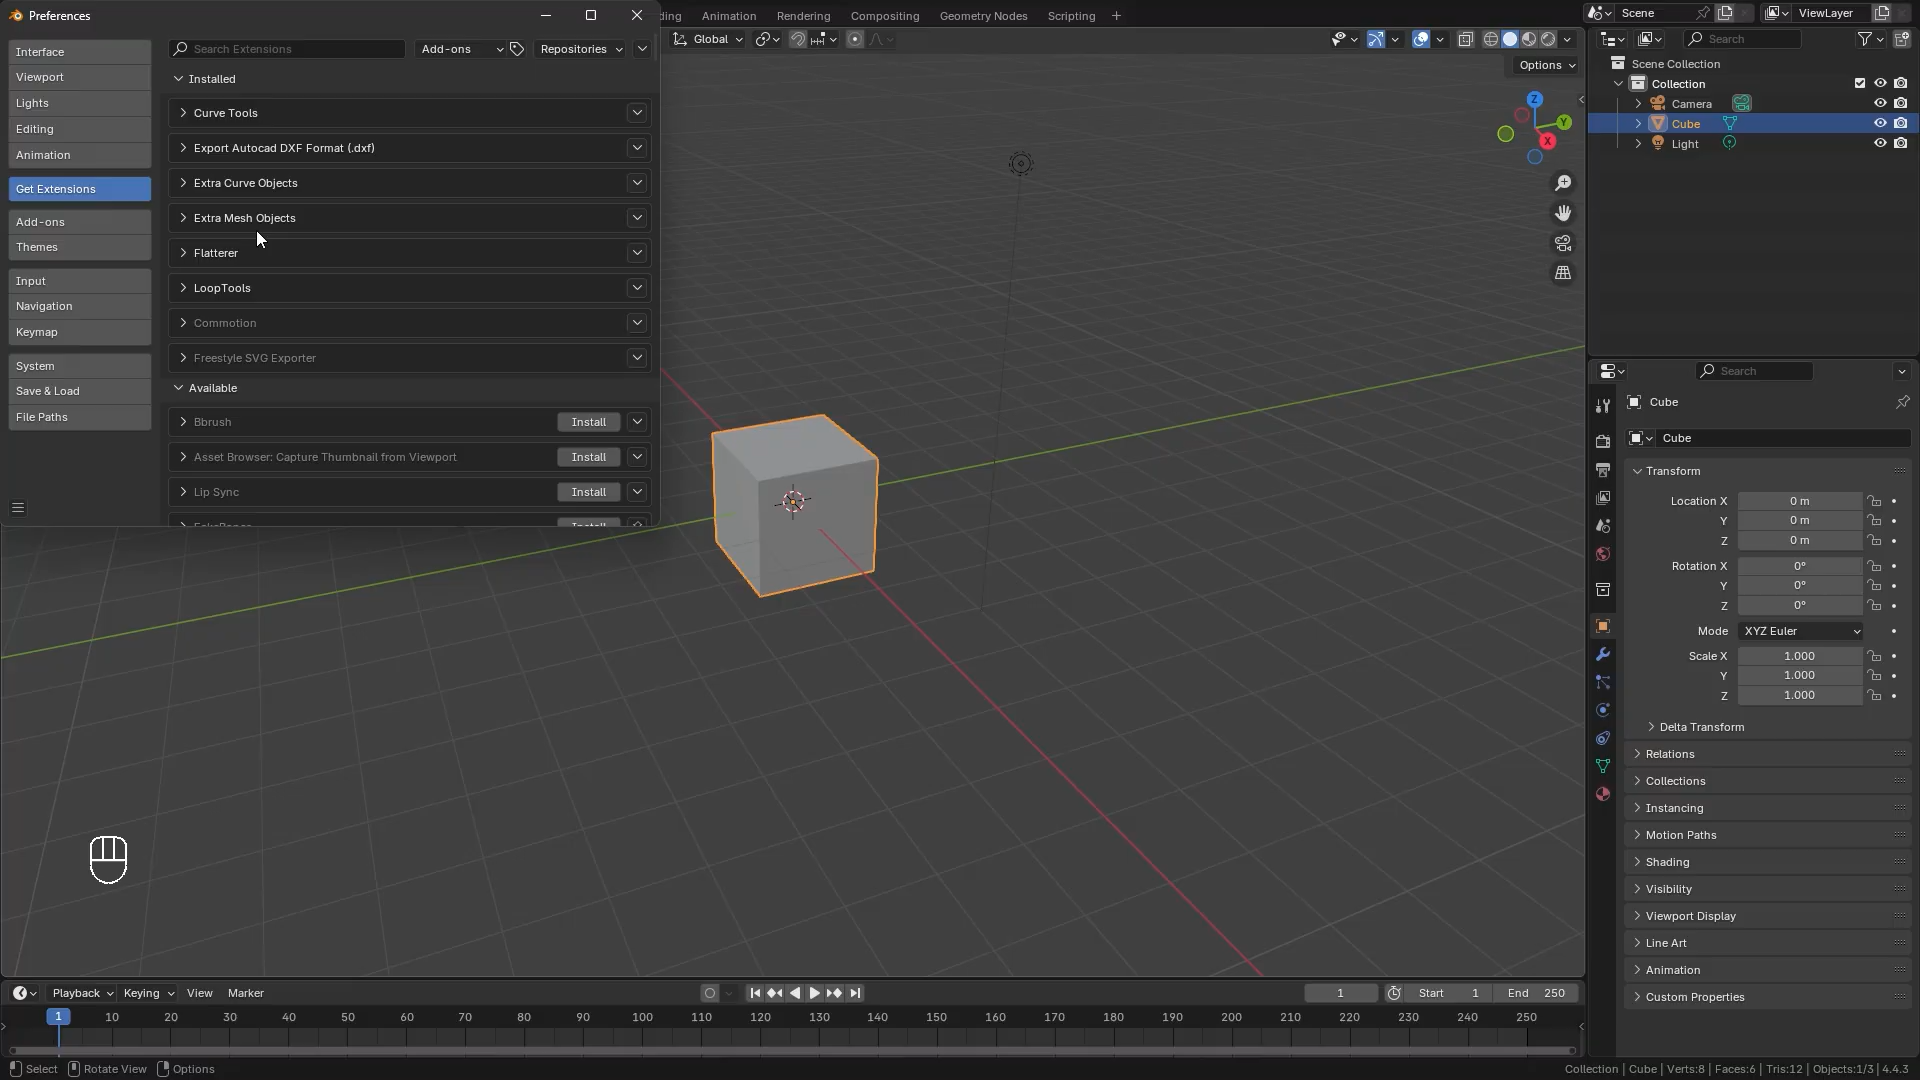 Preferences
Interface
Viewport
Lights
Editing
Animation
Get Extensions
Add-ons
Themes
Input
Navigation
Keymap
System
Save & Load
File Paths
Search Extensions
Add-ons
Repositories
Installed
Curve Tools
Export Autocad DXF Format (.dxf)
Extra Curve Objects
Extra Mesh Objects
Flatterer
LoopTools
Commotion
Freestyle SVG Exporter
Available
Bbrush Install
Asset Browser: Capture Thumbnail from Viewport Install
Lip Sync Install
Install
Animation Rendering Compositing Geometry Nodes Scripting
Global
Options
Z
Y
X
Scene
ViewLayer
Search
Scene Collection
Collection
Camera
Cube
Light
Search
Cube
Cube
Transform
Location X 0 m
Y 0 m
Z 0 m
Rotation X 0°
Y 0°
Z 0°
Mode XYZ Euler
Scale X 1.000
Y 1.000
Z 1.000
Delta Transform
Relations
Collections
Instancing
Motion Paths
Shading
Visibility
Viewport Display
Line Art
Animation
Custom Properties
Playback Keying View Marker
1 Start 1 End 250
1 10 20 30 40 50 60 70 80 90 100 110 120 130 140 150 160 170 180 190 200 210 220 230 240 250
Select Rotate View Options
Collection | Cube | Verts:8 | Faces:6 | Tris:12 | Objects:1/3 | 4.4.3